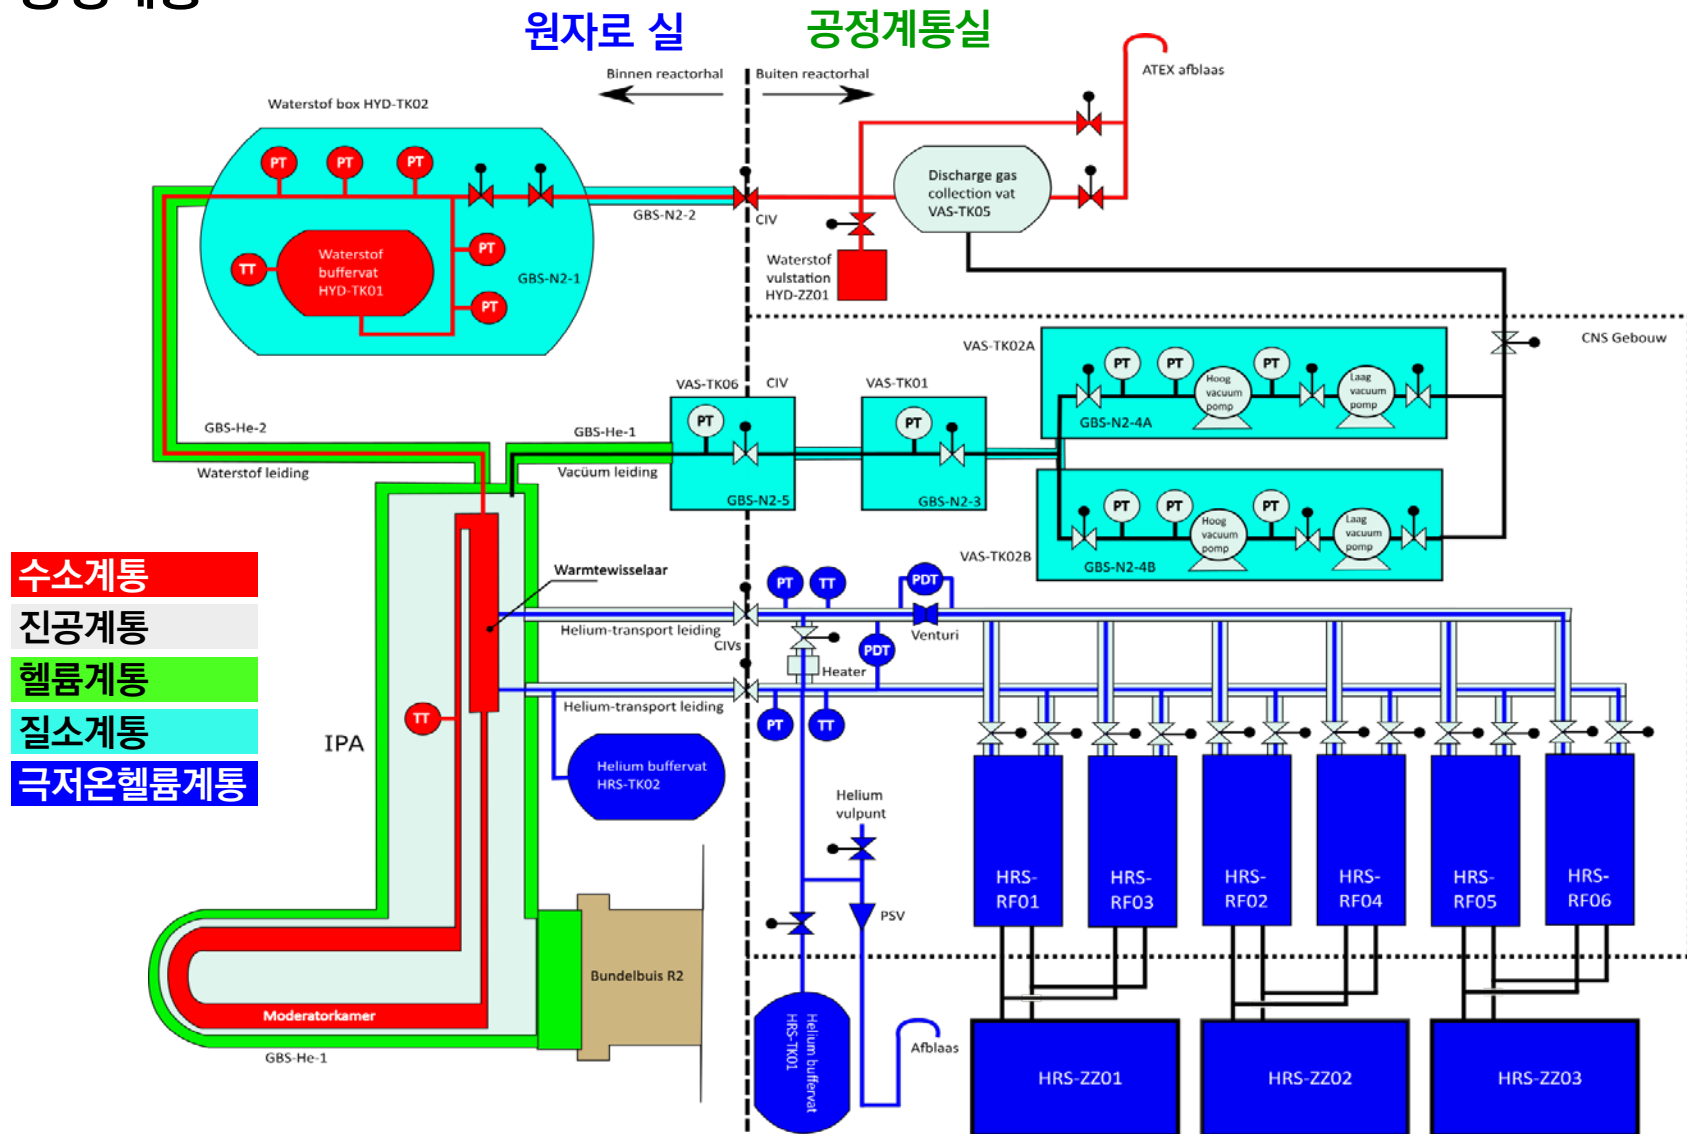 원자로 실
공정계통실
Binnen reactorhal
Buiten reactorhal
ATEX afblaas
Waterstof box HYD-TK02
PT
PT
PT
Discharge gas
collection vat
VAS-TK05
GBS-N2-2
CIV
Waterstof
buffervat
HYD-TK01
TT
PT
PT
GBS-N2-1
Waterstof
vulstation
HYD-ZZ01
CNS Gebouw
VAS-TK02A
PT
PT
PT
Hoog
vacuum
pomp
Laag
vacuum
pomp
GBS-N2-4A
VAS-TK06
CIV
VAS-TK01
PT
PT
GBS-He-2
GBS-He-1
Waterstof leiding
Vacüum leiding
GBS-N2-5
GBS-N2-3
PT
PT
PT
Hoog
vacuum
pomp
Laag
vacuum
pomp
VAS-TK02B
GBS-N2-4B
수소계통
진공계통
헬륨계통
질소계통
극저온헬륨계통
Warmtewisselaar
PT
TT
PDT
Helium-transport leiding
CIVs
Venturi
PDT
Heater
Helium-transport leiding
PT
TT
TT
IPA
Helium buffervat
HRS-TK02
Helium
vulpunt
HRS-
RF01
HRS-
RF03
HRS-
RF02
HRS-
RF04
HRS-
RF05
HRS-
RF06
PSV
Bundelbuis R2
Moderatorkamer
GBS-He-1
Helium buffervat
HRS-TK01
Afblaas
HRS-ZZ01
HRS-ZZ02
HRS-ZZ03